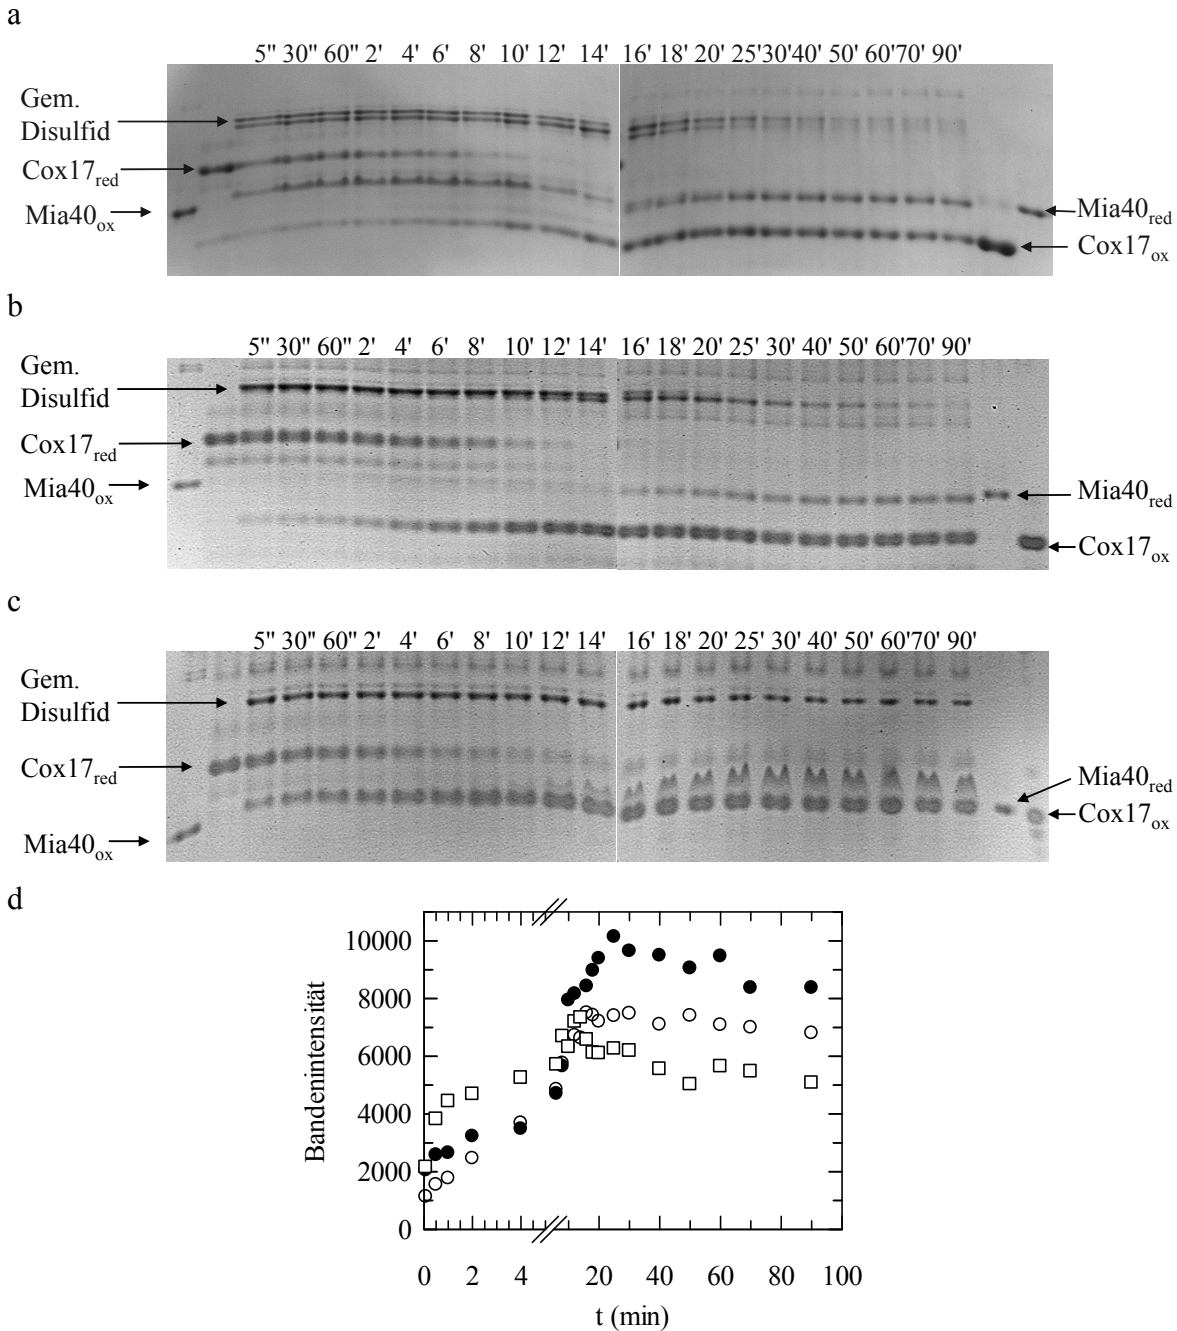 a
5" 30" 60" 2' 4' 6' 8' 10' 12' 14' 16' 18' 20' 25' 30' 40' 50' 60' 70' 90'
Gem.
Disulfid
Cox17red
Mia40ox
Mia40red
Cox17ox
b
5" 30" 60" 2' 4' 6' 8' 10' 12' 14' 16' 18' 20' 25' 30' 40' 50' 60' 70' 90'
Gem.
Disulfid
Cox17red
Mia40ox
Mia40red
Cox17ox
c
5" 30" 60" 2' 4' 6' 8' 10' 12' 14' 16' 18' 20' 25' 30' 40' 50' 60' 70' 90'
Gem.
Disulfid
Cox17red
Mia40ox
Mia40red
Cox17ox
d
10000
8000
6000
4000
2000
0
Bandenintensität
0 2 4 20 40 60 80 100
t (min)